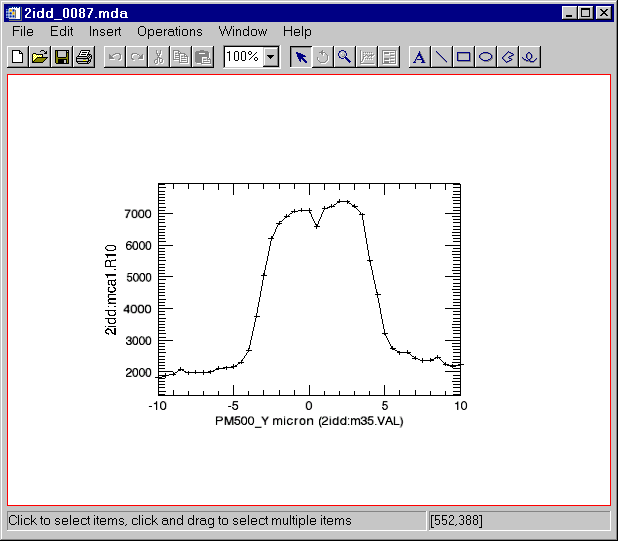 2idd_0087.mda
File Edit Insert Operations Window Help
100% A
7000
6000
5000
4000
3000
2000
2idd:mca1.R10
-10 -5 0 5 10
PM500_Y micron (2idd:m35.VAL)
Click to select items, click and drag to select multiple items [552,388]